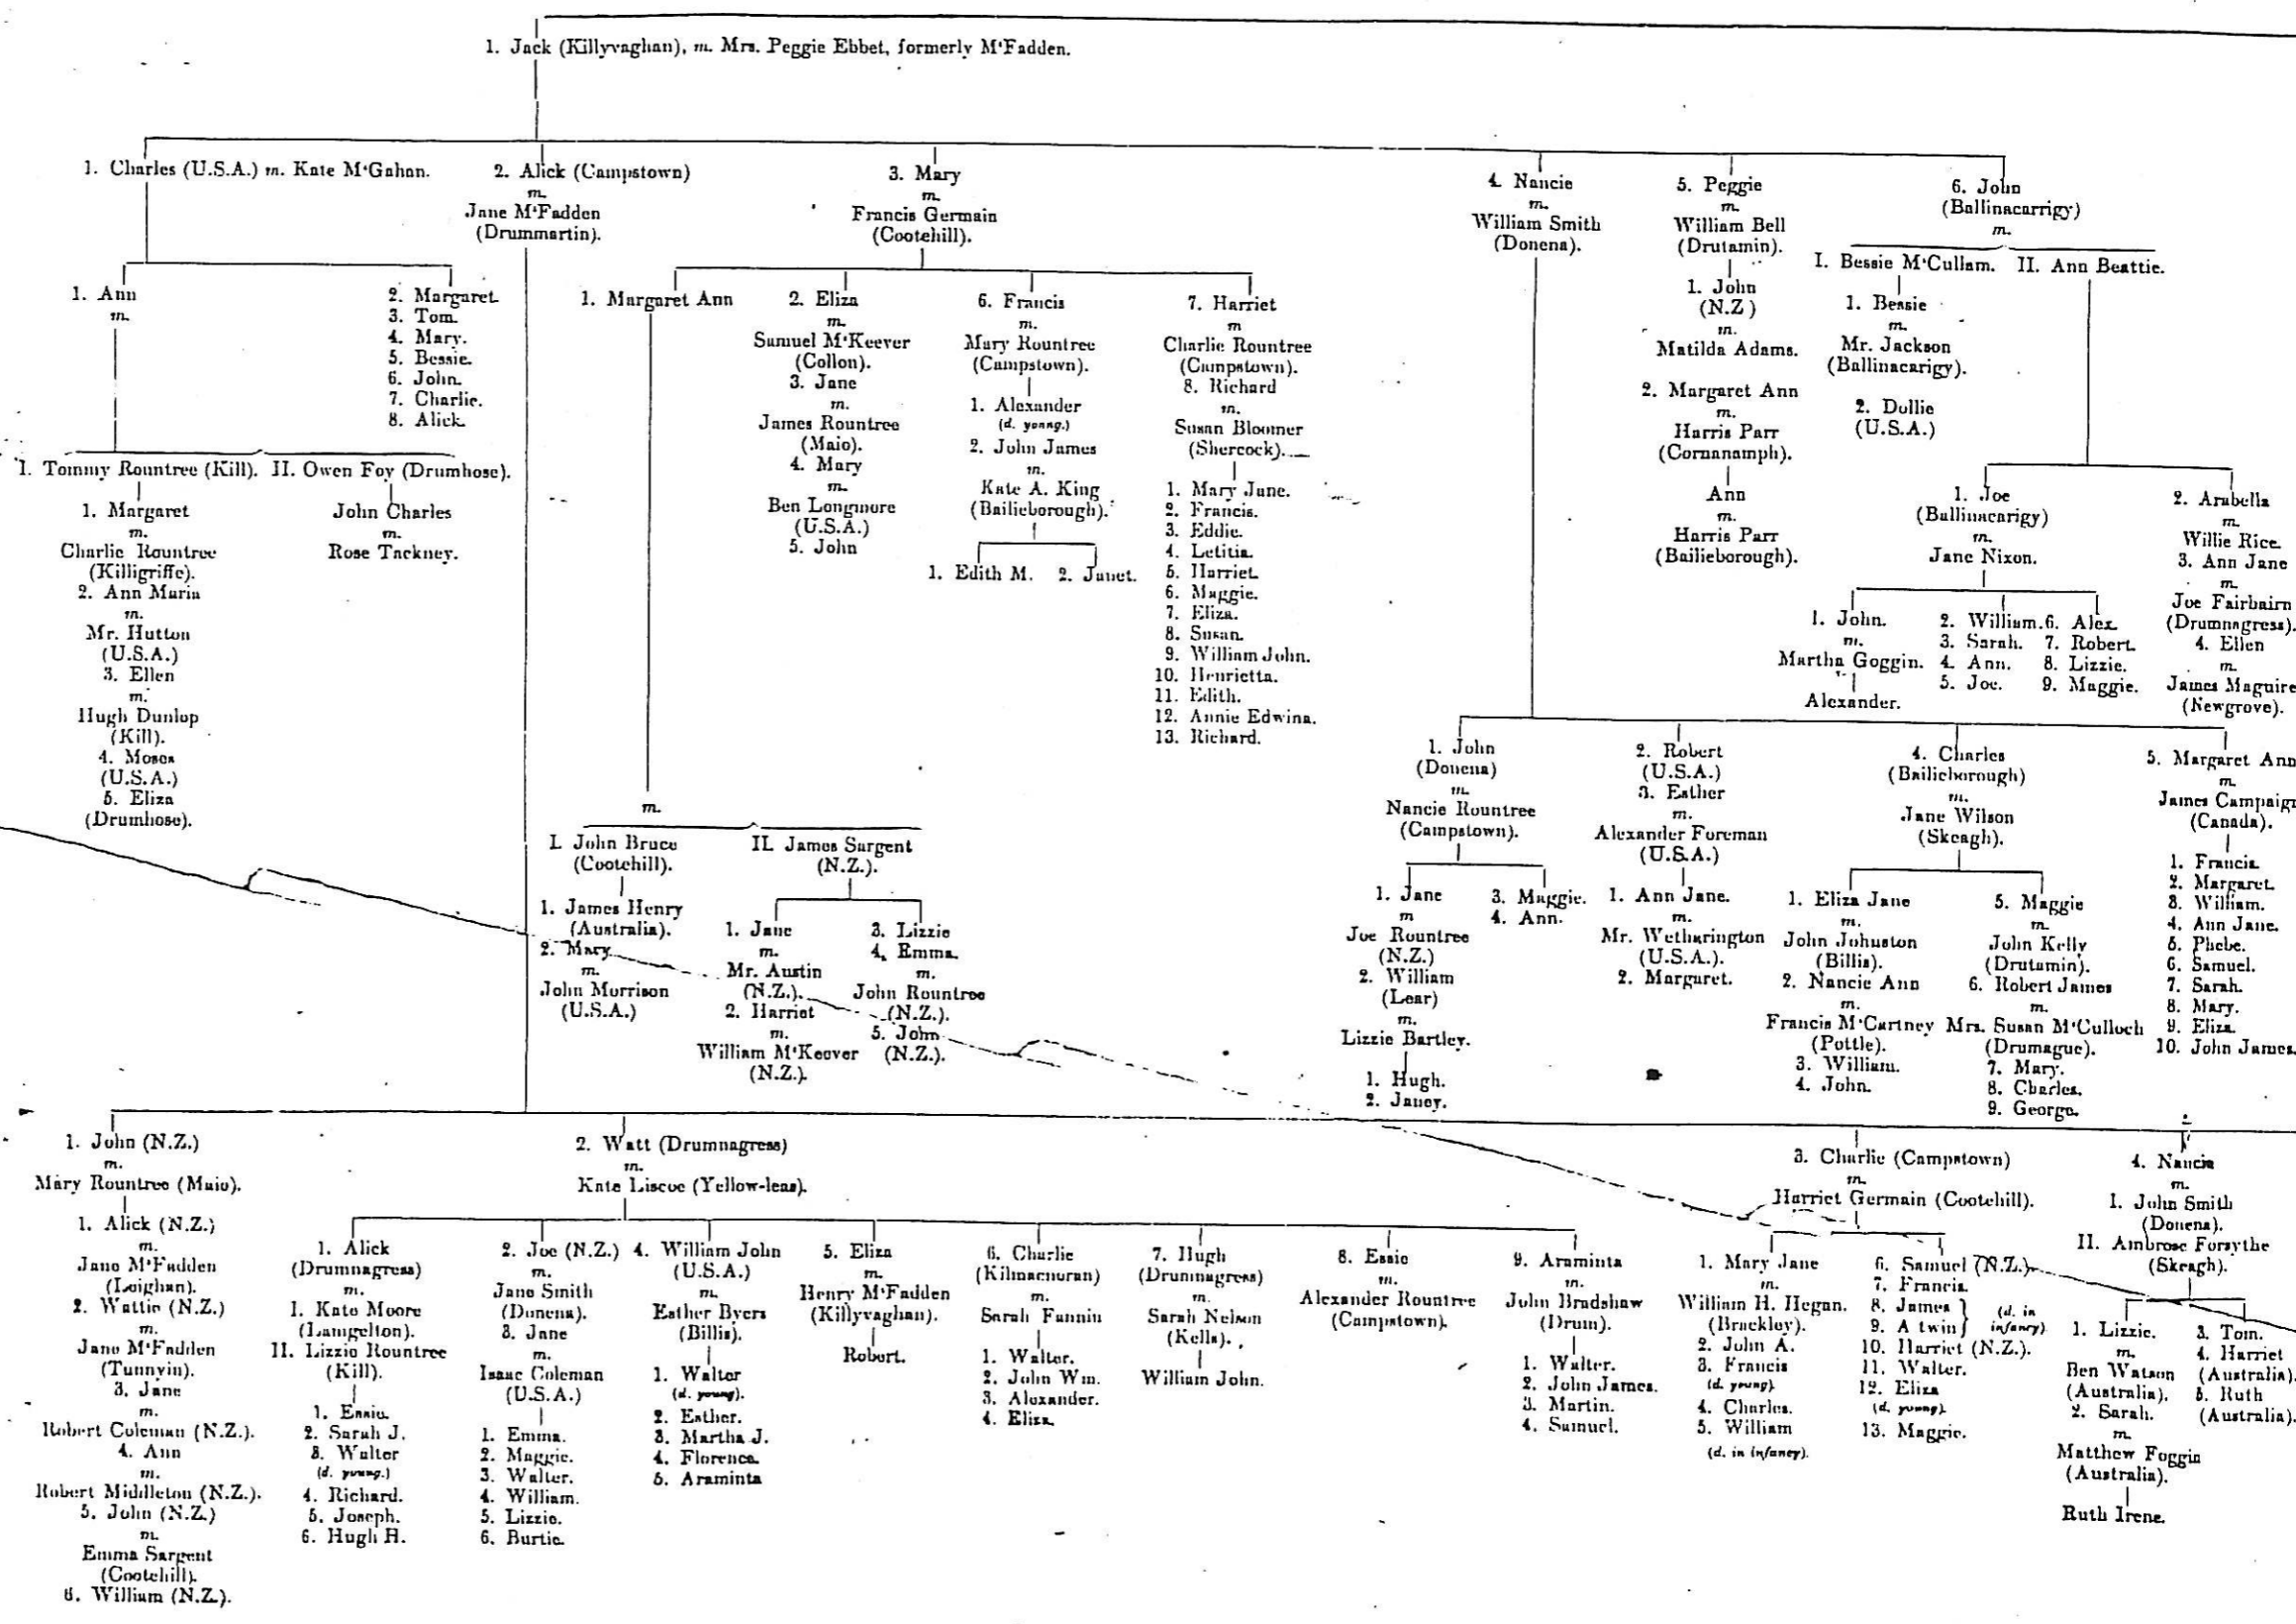 1. Jack (Killyvaghan), m. Mrs. Peggie Ebbet, formerly M'Fadden.
1. Charles (U.S.A.) m. Kate M'Gahan.
1. Ann
m.
2. Margaret.
3. Tom.
4. Mary.
5. Bessie.
6. John.
7. Charlie.
8. Alick.
I. Tommy Rountree (Kill). II. Owen Foy (Drumhose).
1. Margaret
m.
Charlie Rountree
(Killigriffe).
2. Ann Maria
m.
Mr. Hutton
(U.S.A.)
3. Ellen
m.
Hugh Dunlop
(Kill).
4. Moses
(U.S.A.)
5. Eliza
(Drumhose).
John Charles
m.
Rose Tackney.
2. Alick (Campstown)
m.
Jane M'Fadden
(Drummartin).
3. Mary
m.
Francis Germain
(Cootehill).
1. Margaret Ann
m.
I. John Bruce
(Cootehill).
1. James Henry
(Australia).
2. Mary
m.
John Morrison
(U.S.A.)
II. James Sargent
(N.Z.).
1. Jane
m.
Mr. Austin
(N.Z.).
2. Harriet
m.
William M'Keever
(N.Z.).
3. Lizzie
4. Emma.
m.
John Rountree
(N.Z.).
5. John
(N.Z.).
2. Eliza
m.
Samuel M'Keever
(Collon).
3. Jane
m.
James Rountree
(Maio).
4. Mary
m.
Ben Longmore
(U.S.A.)
5. John
6. Francis
m.
Mary Rountree
(Campstown).
1. Alexander
(d. young.)
2. John James
m.
Kate A. King
(Bailieborough).
1. Edith M. 2. Janet.
7. Harriet
m
Charlie Rountree
(Campstown).
8. Richard
m.
Susan Bloomer
(Shercock).
1. Mary Jane.
2. Francis.
3. Eddie.
4. Letitia.
5. Harriet.
6. Maggie.
7. Eliza.
8. Susan.
9. William John.
10. Henrietta.
11. Edith.
12. Annie Edwina.
13. Richard.
4. Nancie
m.
William Smith
(Donena).
5. Peggie
m.
William Bell
(Drutamin).
1. John
(N.Z)
m.
Matilda Adams.
2. Margaret Ann
m.
Harris Parr
(Cornanamph).
Ann
m.
Harris Parr
(Bailieborough).
6. John
(Ballinacarrigy)
m.
I. Bessie M'Cullam. II. Ann Beattie.
1. Bessie
m.
Mr. Jackson
(Ballinacarigy).
2. Dollie
(U.S.A.)
1. Joe
(Ballinacarigy)
m.
Jane Nixon.
1. John.
m.
Martha Goggin.
Alexander.
2. William.
3. Sarah.
4. Ann.
5. Joe.
6. Alex.
7. Robert.
8. Lizzie.
9. Maggie.
2. Arabella
m.
Willie Rice.
3. Ann Jane
m.
Joe Fairbairn
(Drumnagress).
4. Ellen
m.
James Maguire
(Newgrove).
1. John
(Donena)
m.
Nancie Rountree
(Campstown).
1. Jane
m
Joe Rountree
(N.Z.)
2. William
(Lear)
m.
Lizzie Bartley.
1. Hugh.
2. Janey.
3. Maggie.
4. Ann.
2. Robert
(U.S.A.)
3. Esther
m.
Alexander Foreman
(U.S.A.)
1. Ann Jane.
m.
Mr. Wetharington
(U.S.A.).
2. Margaret.
4. Charles
(Bailieborough)
m.
Jane Wilson
(Skeagh).
1. Eliza Jane
m.
John Johnston
(Billis).
2. Nancie Ann
m.
Francis M'Cartney
(Pottle).
3. William.
4. John.
5. Maggie
m.
John Kelly
(Drutamin).
6. Robert James
m.
Mrs. Susan M'Culloch
(Drumague).
7. Mary.
8. Charles.
9. George.
5. Margaret Ann
m.
James Campaign
(Canada).
1. Francis.
2. Margaret.
3. William.
4. Ann Jane.
5. Phebe.
6. Samuel.
7. Sarah.
8. Mary.
9. Eliza.
10. John James.
1. John (N.Z.)
m.
Mary Rountree (Maio).
1. Alick (N.Z.)
m.
Jane M'Fadden
(Leighan).
2. Wattie (N.Z.)
m.
Jane M'Fadden
(Tunnyin).
3. Jane
m.
Robert Coleman (N.Z.).
4. Ann
m.
Robert Middleton (N.Z.).
5. John (N.Z.)
m.
Emma Sargent
(Cootehill).
6. William (N.Z.).
2. Watt (Drumnagress)
m.
Kate Liscoe (Yellow-leas).
1. Alick
(Drumnagress)
m.
I. Kate Moore
(Lamgelton).
II. Lizzie Rountree
(Kill).
1. Essie.
2. Sarah J.
3. Walter
(d. young.)
4. Richard.
5. Joseph.
6. Hugh H.
2. Joe (N.Z.)
m.
Jane Smith
(Donena).
3. Jane
m.
Isaac Coleman
(U.S.A.)
1. Emma.
2. Maggie.
3. Walter.
4. William.
5. Lizzie.
6. Burtie.
4. William John
(U.S.A.)
m.
Esther Byers
(Billis).
1. Walter
(d. young).
2. Esther.
3. Martha J.
4. Florence.
5. Araminta
5. Eliza
m.
Henry M'Fadden
(Killyvaghan).
Robert.
6. Charlie
(Kilmacnoran)
m.
Sarah Fannin
1. Walter.
2. John Wm.
3. Alexander.
4. Eliza.
7. Hugh
(Drumnagress)
m.
Sarah Nelson
(Kells).
William John.
8. Essie
m.
Alexander Rountree
(Campstown).
9. Araminta
m.
John Bradshaw
(Drum).
1. Walter.
2. John James.
3. Martin.
4. Samuel.
3. Charlie (Campstown)
m.
Harriet Germain (Cootehill).
1. Mary Jane
m.
William H. Hegan.
(Brackley).
2. John A.
3. Francis
(d. young).
4. Charles.
5. William
(d. in infancy).
6. Samuel (N.Z.).
7. Francis.
8. James
9. A twin
(d. in
infancy).
10. Harriet (N.Z.).
11. Walter.
12. Eliza
(d. young).
13. Maggie.
4. Nancie
m.
I. John Smith
(Donena).
II. Ambrose Forsythe
(Skeagh).
1. Lizzie.
m.
Ben Watson
(Australia).
2. Sarah.
m.
Matthew Foggin
(Australia).
Ruth Irene.
3. Tom.
4. Harriet
(Australia).
5. Ruth
(Australia).